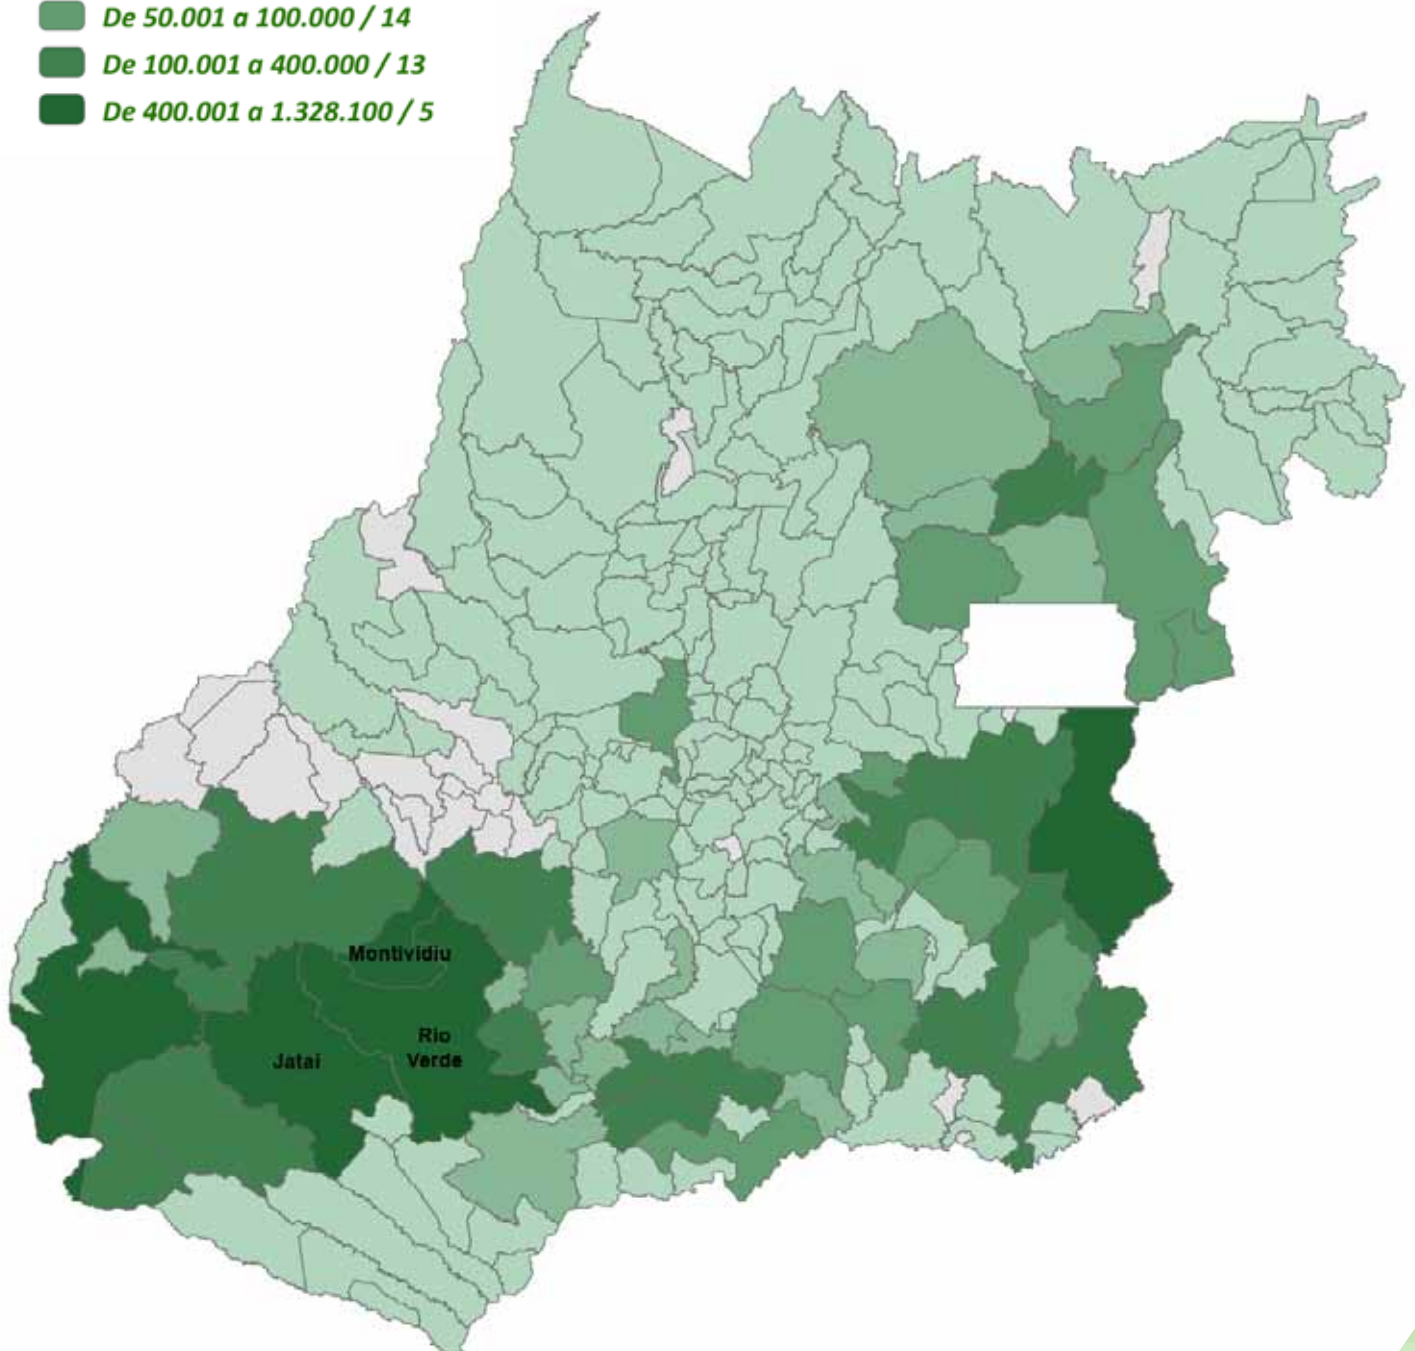 De 50.001 a 100.000 / 14
De 100.001 a 400.000 / 13
De 400.001 a 1.328.100 / 5
Montividiu
Rio
Verde
Jatai